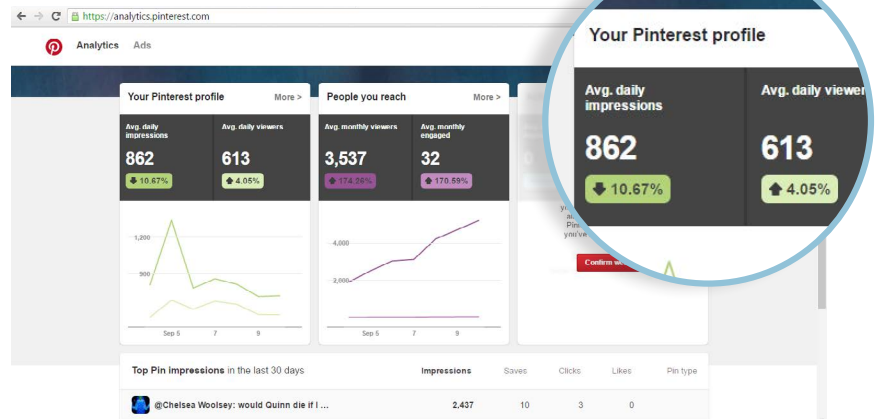 https://analytics.pinterest.com
Analytics Ads
Your Pinterest profile More >
People you reach More >
Avg. daily impressions
Avg. daily viewers
Avg. monthly viewers
Avg. monthly engaged
862
613
3,537
32
10.67%
4.05%
174.26%
170.59%
1,200
900
Sep 5 7 9
4,000
2,000
Sep 5 7 9
Confirm
Your Pinterest profile
Avg. daily
impressions
Avg. daily viewer
862
613
10.67%
4.05%
Top Pin impressions in the last 30 days Impressions Saves Clicks Likes Pin type
@Chelsea Woolsey: would Quinn die if I ... 2,437 10 3 0